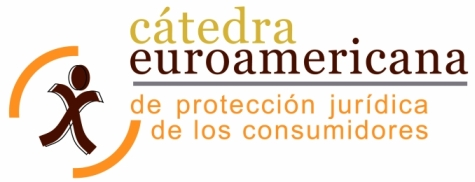 cátedra
euroamericana
de protección jurídica
de los consumidores